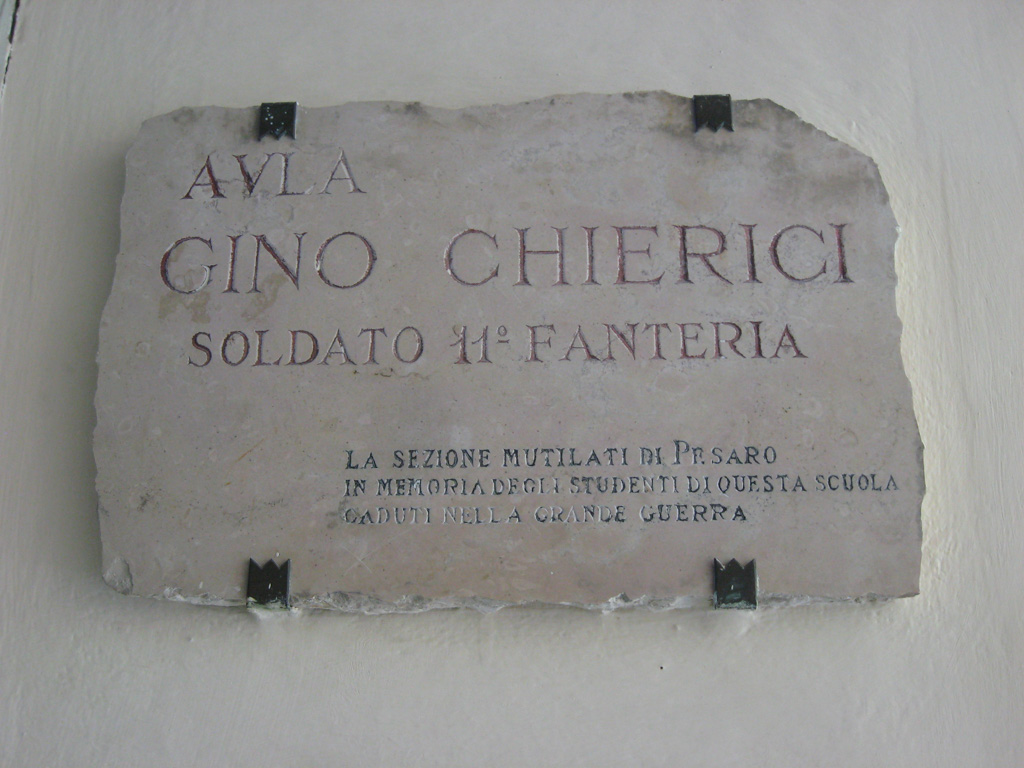 AVLA
GINO CHIERICI
SOLDATO 11º FANTERIA
LA SEZIONE MUTILATI DI PESARO
IN MEMORIA DEGLI STUDENTI DI QUESTA SCUOLA
CADUTI NELLA GRANDE GUERRA